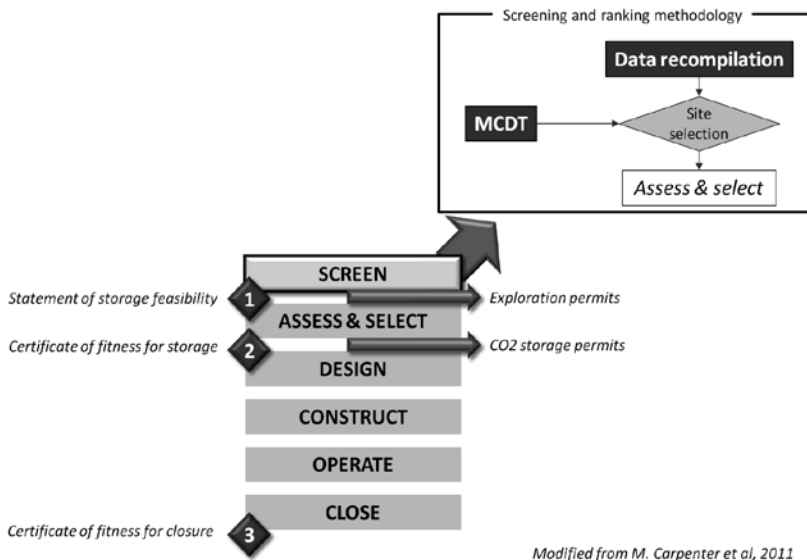 Screening and ranking methodology
Data recompilation
MCDT
Site
selection
Assess & select
SCREEN
Statement of storage feasibility
1
Exploration permits
ASSESS & SELECT
Certificate of fitness for storage
2
CO2 storage permits
DESIGN
CONSTRUCT
OPERATE
CLOSE
Certificate of fitness for closure
3
Modified from M. Carpenter et al, 2011